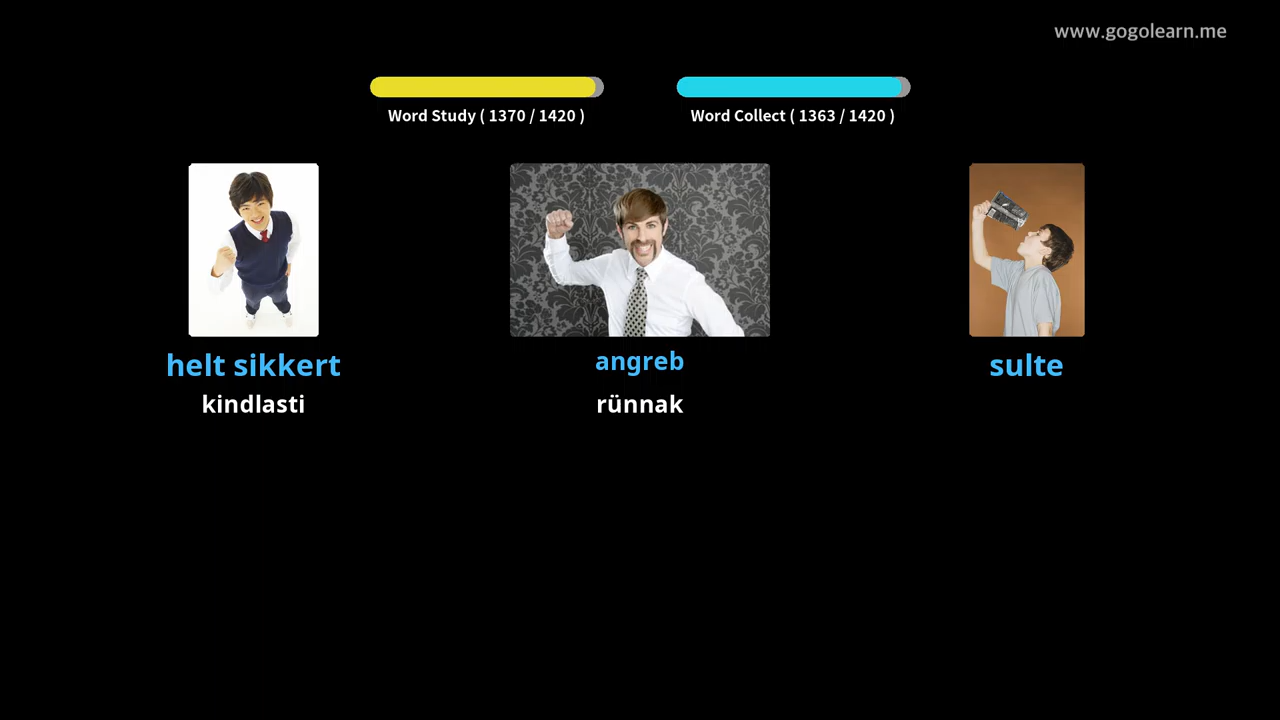 www.gogolearn.me
Word Study ( 1370 / 1420 )
Word Collect ( 1363 / 1420 )
helt sikkert
kindlasti
angreb
rünnak
sulte